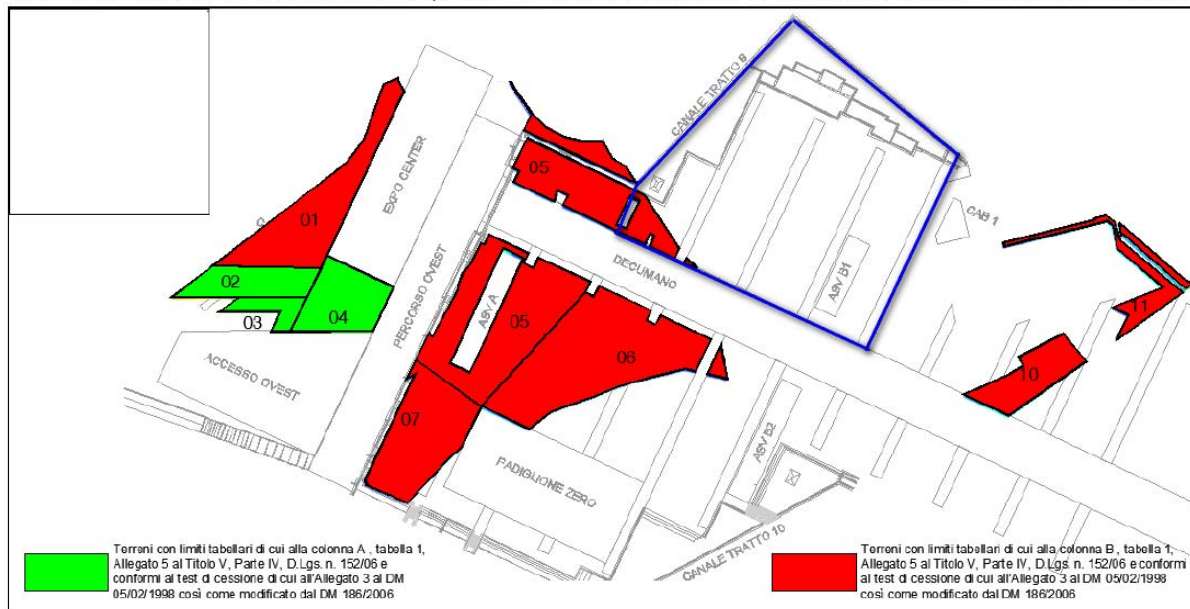 CANALE TRATTO 8
EXPO CENTER
05
01
CAB 1
PERCORSO OVEST
DECUMANO
ASV B1
02
ASV A
05
11
03
04
06
ACCESSO OVEST
10
07
ASV B2
PADIGLIONE ZERO
CANALE TRATTO 10
Terreni con limiti tabellari di cui alla colonna A , tabella 1,
Allegato 5 al Titolo V, Parte IV, D.Lgs. n. 152/06 e
conformi al test di cessione di cui all'Allegato 3 al DM
05/02/1998 così come modificato dal DM 186/2006
Terreni con limiti tabellari di cui alla colonna B , tabella 1,
Allegato 5 al Titolo V, Parte IV, D.Lgs. n. 152/06 e conformi
al test di cessione di cui all'Allegato 3 al DM 05/02/1998
così come modificato dal DM 186/2006